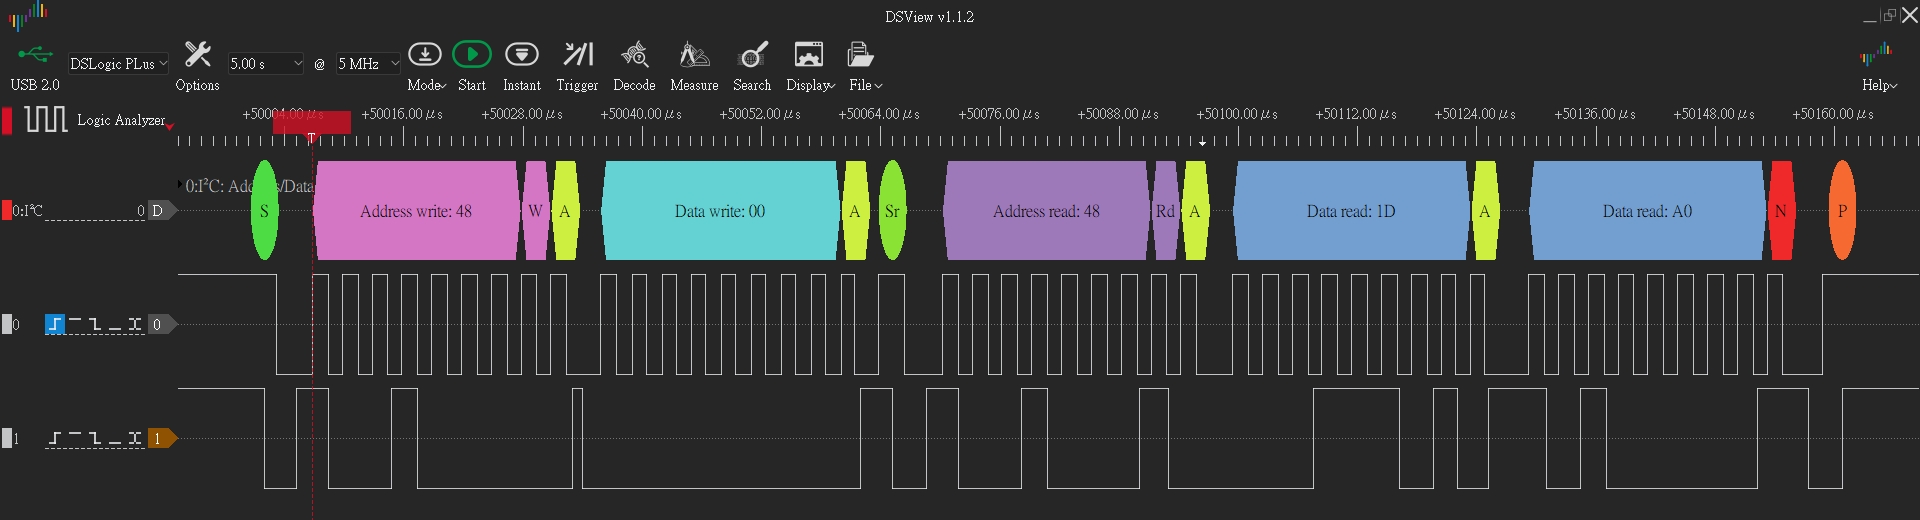 DSView v1.1.2
USB 2.0
DSLogic PLus
Options
5.00 s
@
5 MHz
Mode
Start
Instant
Trigger
Decode
Measure
Search
Display
File
Help
Logic Analyzer
+50004.00 μs +50016.00 μs +50028.00 μs +50040.00 μs +50052.00 μs +50064.00 μs +50076.00 μs +50088.00 μs +50100.00 μs +50112.00 μs +50124.00 μs +50136.00 μs +50148.00 μs +50160.00 μs
T
0:I²C: Address/Data
0:I²C 0 D S Address write: 48 W A Data write: 00 A Sr Address read: 48 Rd A Data read: 1D A Data read: A0 N P
0 0
1 1